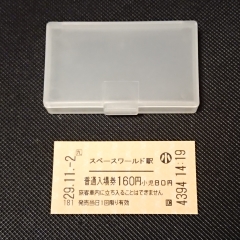 スペースワールド駅
普通入場券 160円 小児80円
旅客車内に立ち入ることはできません。
発売当日1回限り有効
29.11.-2
181
小
4394 14:19